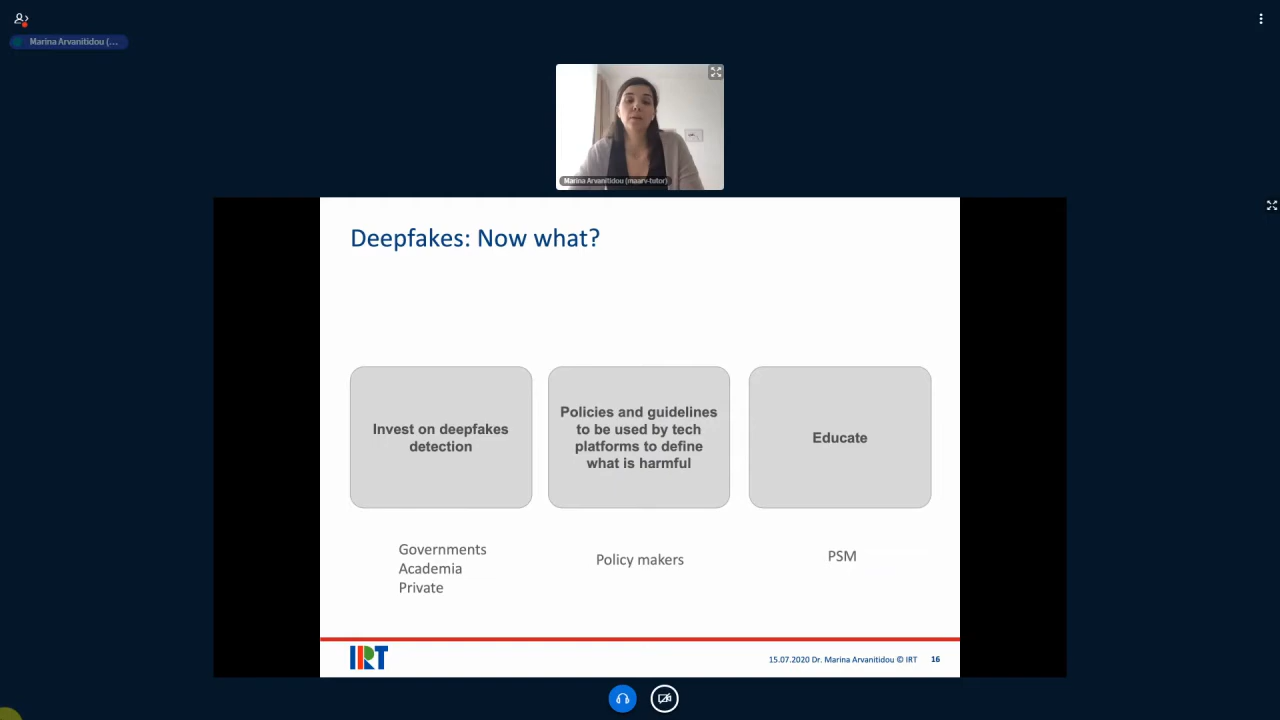 Marina Arvanitidou (...
Marina Arvanitidou (maarv-tutor)
Deepfakes: Now what?
Invest on deepfakes
detection
Policies and guidelines
to be used by tech
platforms to define
what is harmful
Educate
Governments
Academia
Private
Policy makers
PSM
IRT
15.07.2020 Dr. Marina Arvanitidou © IRT 16